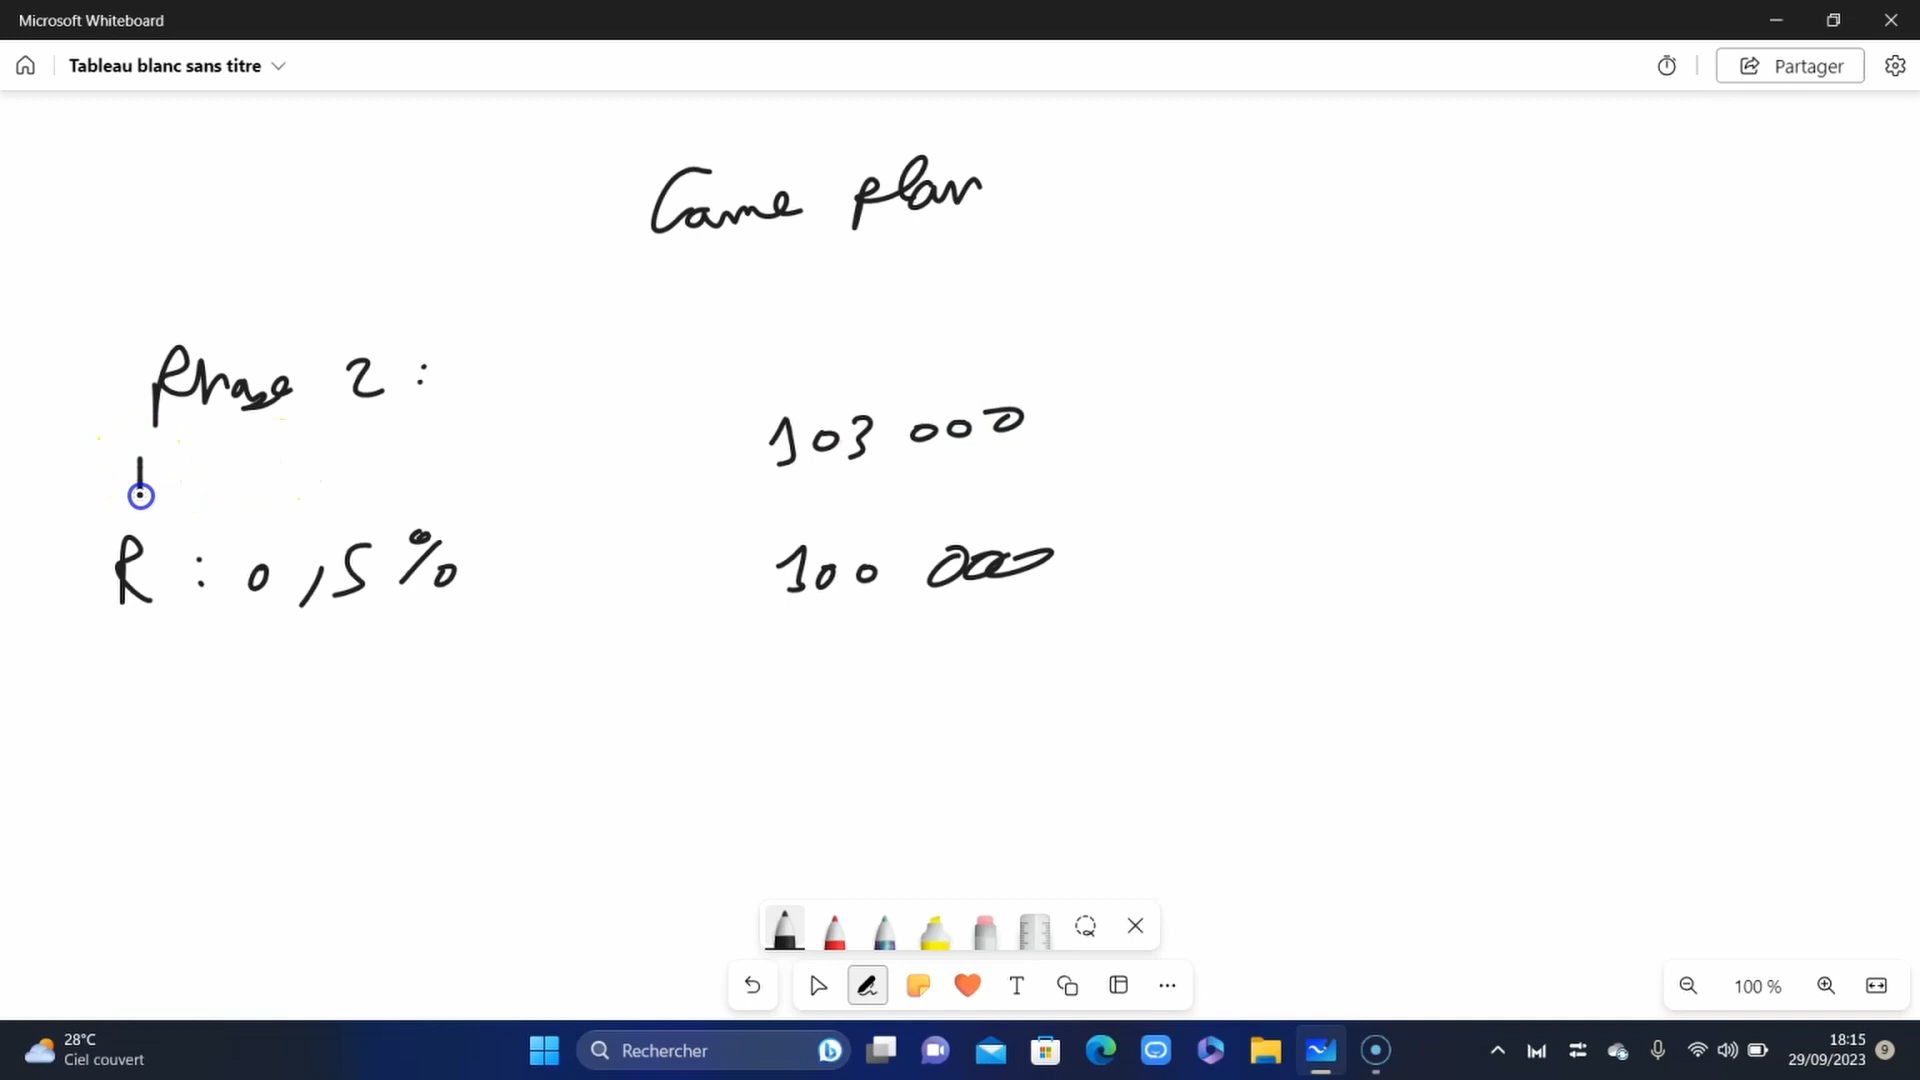 Microsoft Whiteboard
Tableau blanc sans titre
Partager
Game plan
Phase 2 :
103 000
R : 0,5%
100 000
100 %
28°C
Ciel couvert
Rechercher
18:15
29/09/2023
9